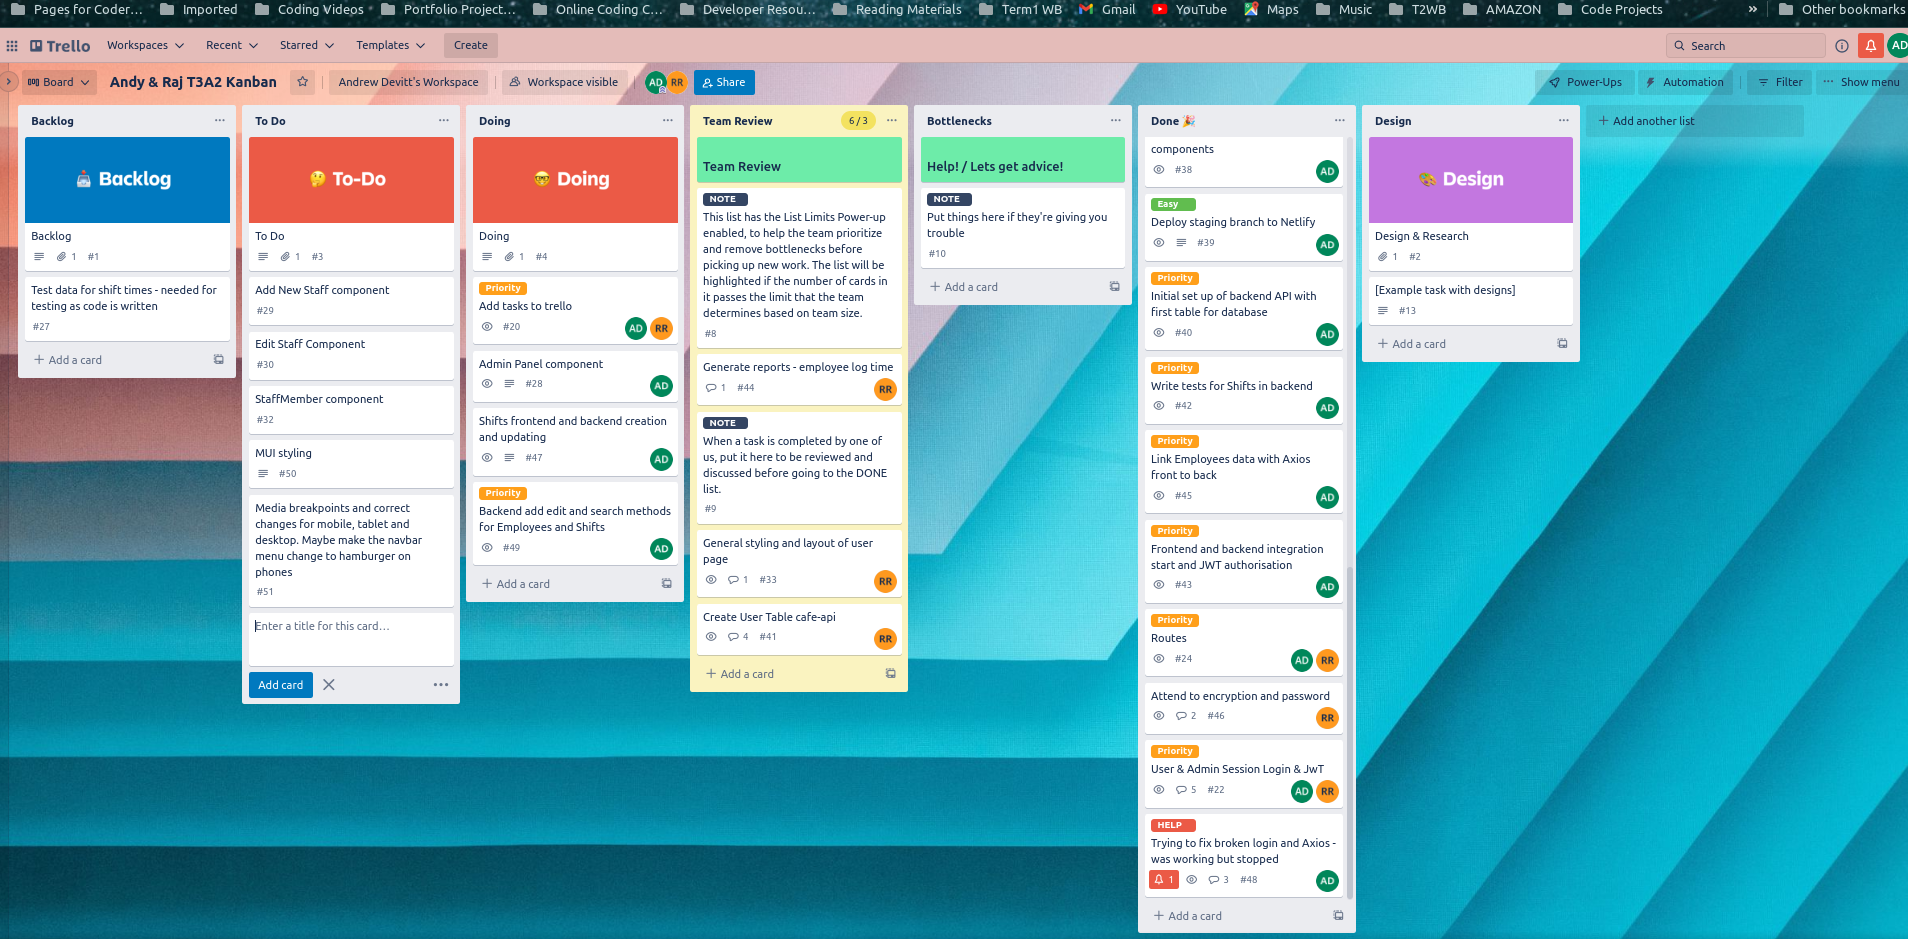 Pages for Coder...
Imported
Coding Videos
Portfolio Project...
Online Coding C...
Developer Resou...
Reading Materials
Term1 WB
Gmail
YouTube
Maps
Music
T2WB
AMAZON
Code Projects
»
Other bookmarks
Trello
Workspaces
Recent
Starred
Templates
Create
Search
AD
Board
Andy & Raj T3A2 Kanban
Andrew Devitt's Workspace
Workspace visible
AD
RR
Share
Power-Ups
Automation
Filter
Show menu
Backlog
Backlog
Backlog
1 #1
Test data for shift times - needed for
testing as code is written
#27
+ Add a card
To Do
To-Do
To Do
1 #3
Add New Staff component
#29
Edit Staff Component
#30
StaffMember component
#32
MUI styling
#50
Media breakpoints and correct
changes for mobile, tablet and
desktop. Maybe make the navbar
menu change to hamburger on
phones
#51
Enter a title for this card...
Add card
Doing
Doing
Doing
1 #4
Priority
Add tasks to trello
#20
AD RR
Admin Panel component
#28
AD
Shifts frontend and backend creation
and updating
#47
AD
Priority
Backend add edit and search methods
for Employees and Shifts
#49
AD
+ Add a card
Team Review
6 / 3
Team Review
NOTE
This list has the List Limits Power-up
enabled, to help the team prioritize
and remove bottlenecks before
picking up new work. The list will be
highlighted if the number of cards in
it passes the limit that the team
determines based on team size.
#8
Generate reports - employee log time
1 #44
RR
NOTE
When a task is completed by one of
us, put it here to be reviewed and
discussed before going to the DONE
list.
#9
General styling and layout of user
page
1 #33
RR
Create User Table cafe-api
4 #41
RR
+ Add a card
Bottlenecks
Help! / Lets get advice!
NOTE
Put things here if they're giving you
trouble
#10
+ Add a card
Done 🎉
components
#38
AD
Easy
Deploy staging branch to Netlify
#39
AD
Priority
Initial set up of backend API with
first table for database
#40
AD
Priority
Write tests for Shifts in backend
#42
AD
Priority
Link Employees data with Axios
front to back
#45
AD
Priority
Frontend and backend integration
start and JWT authorisation
#43
AD
Priority
Routes
#24
AD RR
Attend to encryption and password
2 #46
RR
Priority
User & Admin Session Login & JwT
5 #22
AD RR
HELP
Trying to fix broken login and Axios -
was working but stopped
1 3 #48
AD
+ Add a card
Design
Design
Design & Research
1 #2
[Example task with designs]
#13
+ Add a card
+ Add another list